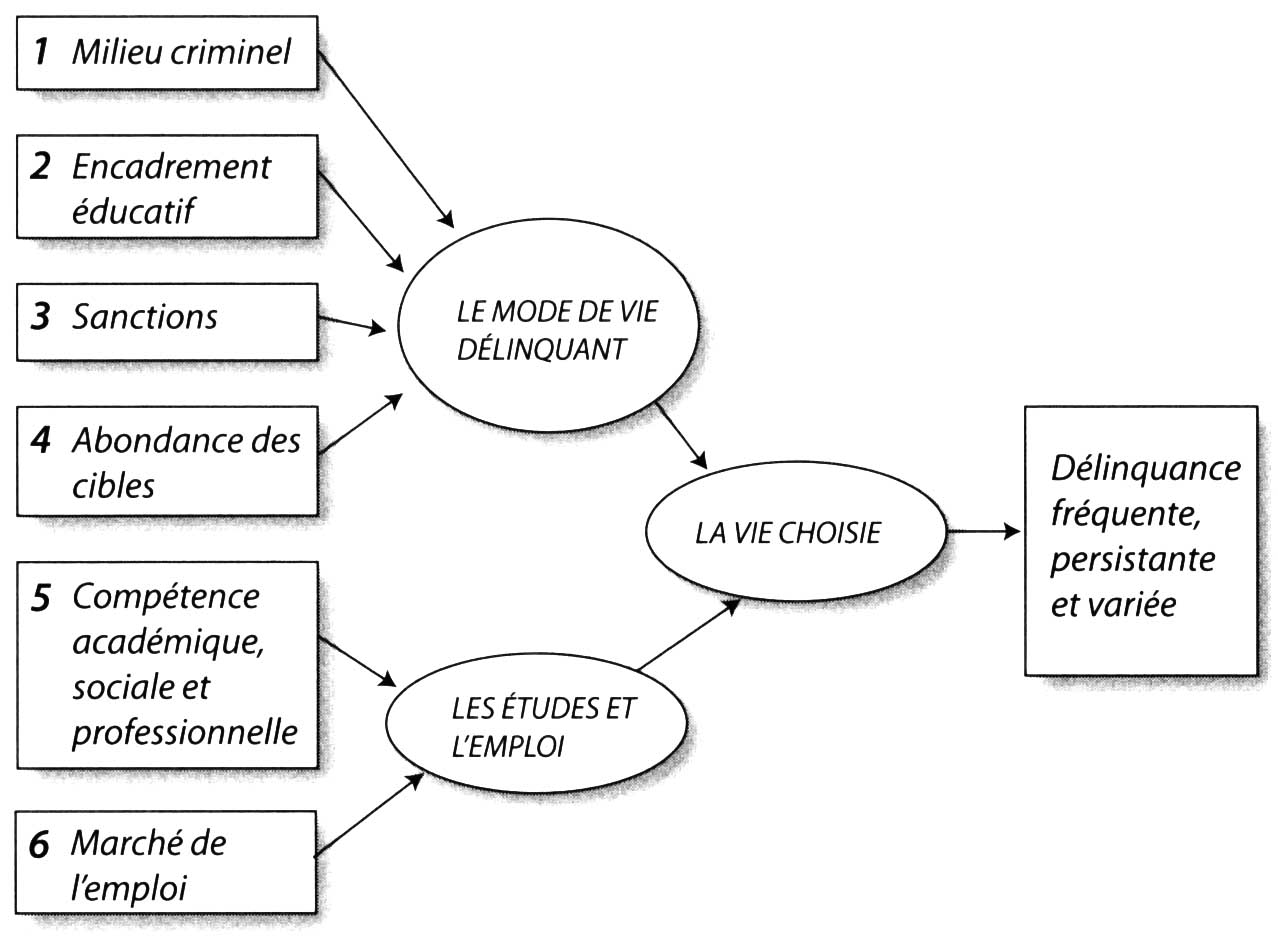 1 Milieu criminel
2 Encadrement
éducatif
3 Sanctions
4 Abondance des
cibles
5 Compétence
académique,
sociale et
professionnelle
6 Marché de
l'emploi
LE MODE DE VIE
DÉLINQUANT
LES ÉTUDES ET
L'EMPLOI
LA VIE CHOISIE
Délinquance
fréquente,
persistante
et variée